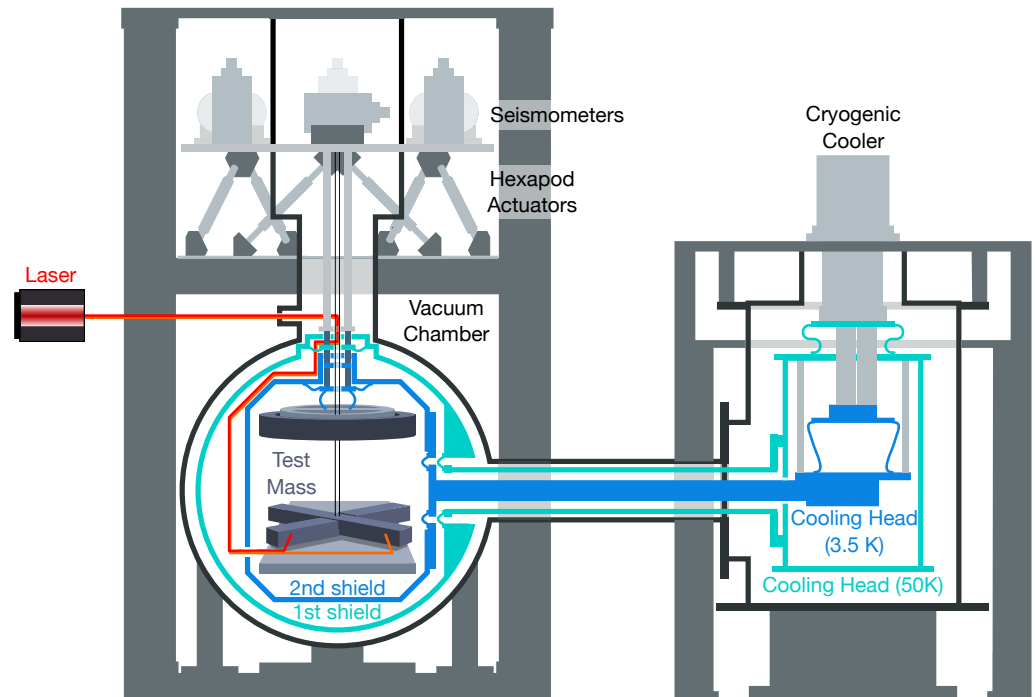 Seismometers
Cryogenic
Cooler
Hexapod
Actuators
Laser
Vacuum
Chamber
Test
Mass
Cooling Head
(3.5 K)
2nd shield
Cooling Head (50K)
1st shield